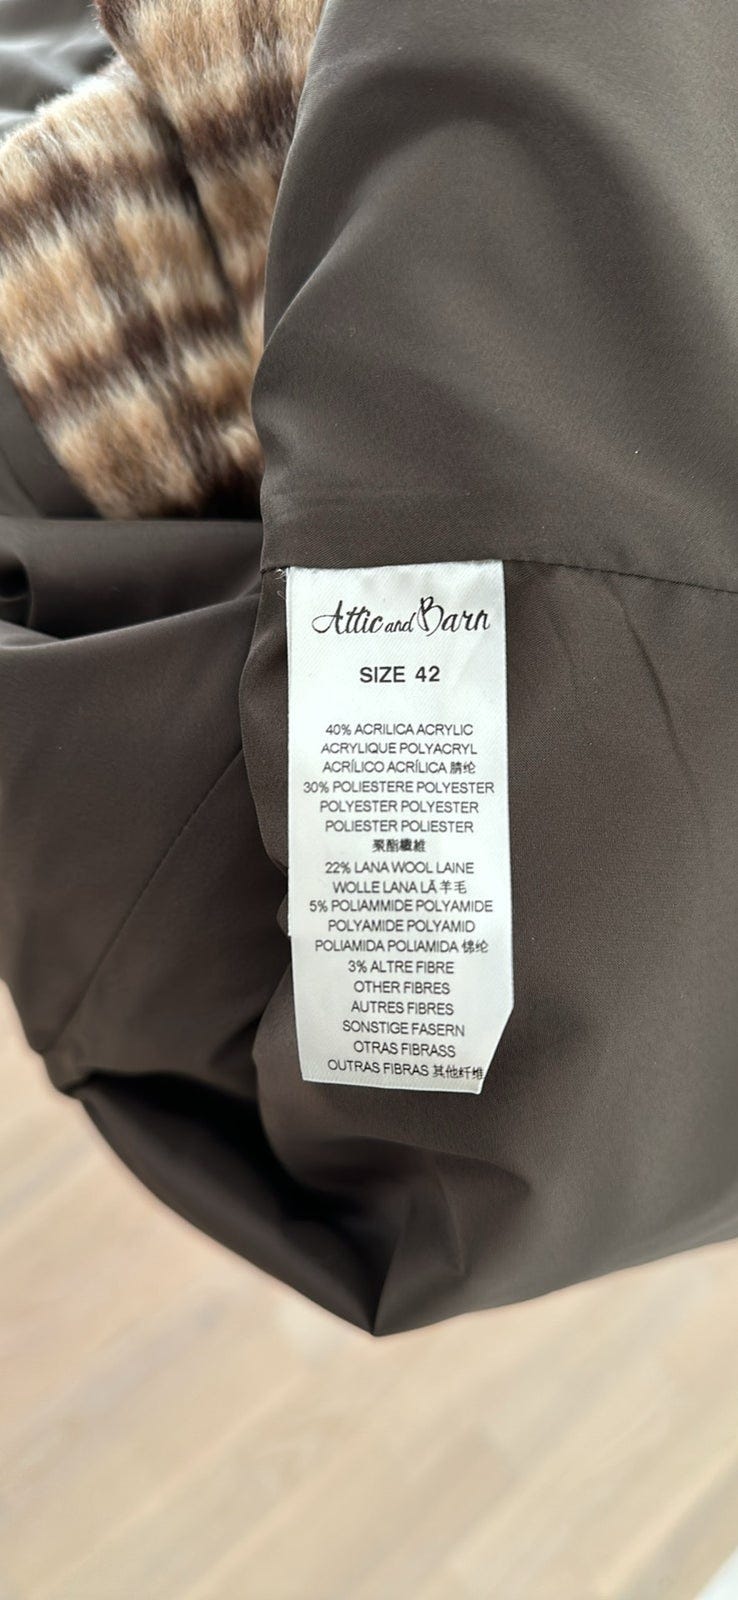 Attic and Barn
SIZE 42
40% ACRILICA ACRYLIC
ACRYLIQUE POLYACRYL
ACRÍLICO ACRÍLICA 腈纶
30% POLIESTERE POLYESTER
POLYESTER POLYESTER
POLIESTER POLIESTER
聚酯纖維
22% LANA WOOL LAINE
WOLLE LANA LÃ 羊毛
5% POLIAMMIDE POLYAMIDE
POLYAMIDE POLYAMID
POLIAMIDA POLIAMIDA 锦纶
3% ALTRE FIBRE
OTHER FIBRES
AUTRES FIBRES
SONSTIGE FASERN
OTRAS FIBRASS
OUTRAS FIBRAS 其他纤维